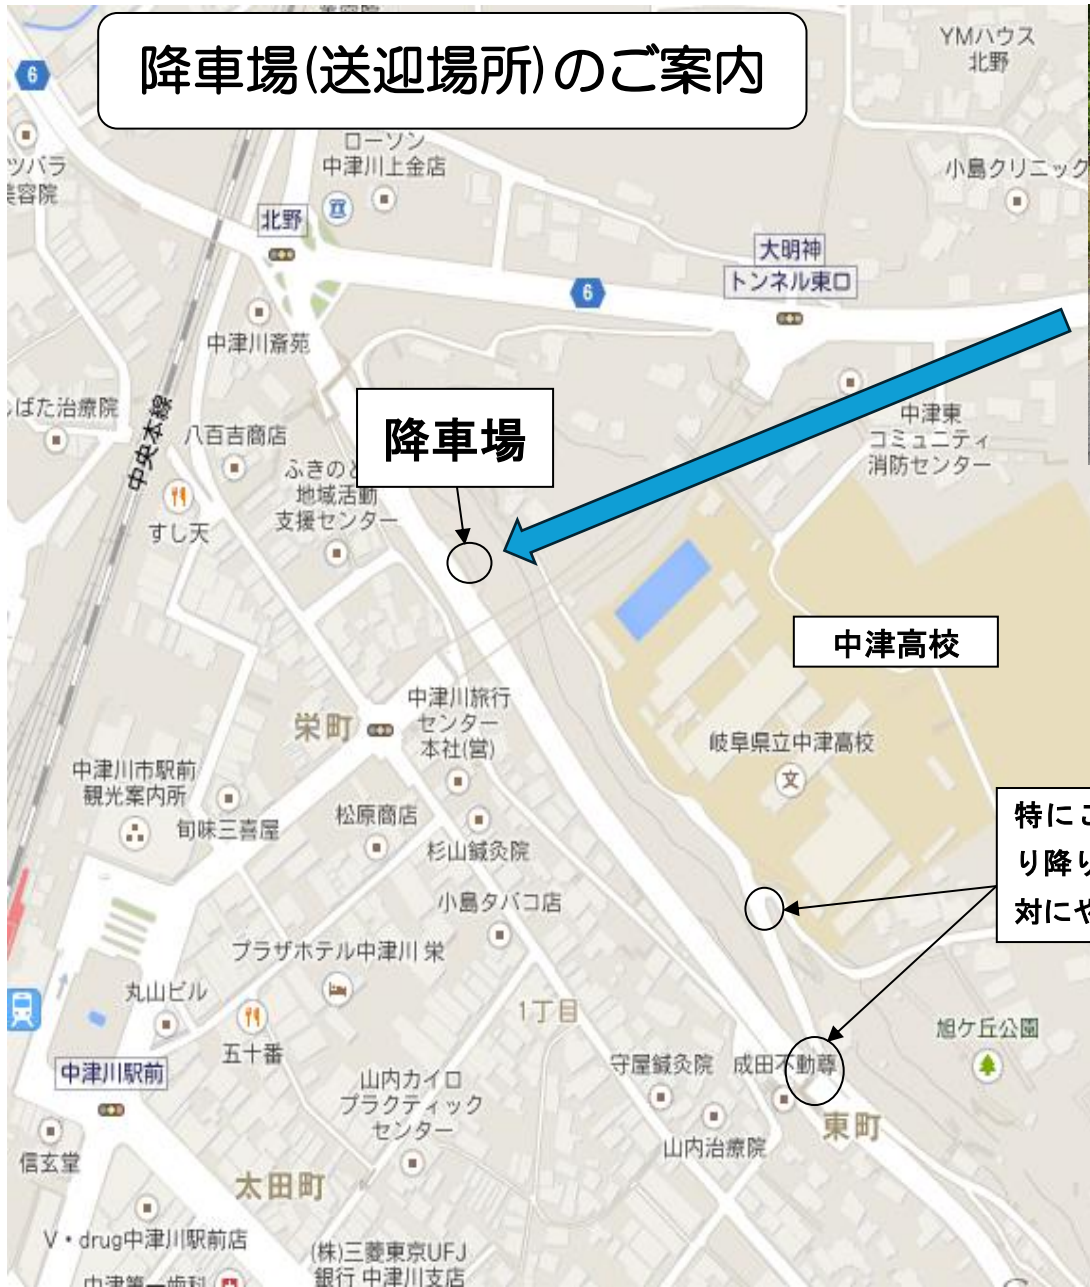 降車場(送迎場所)のご案内
YMハウス
北野
6
ツバラ
美容院
ローソン
中津川上金店
小島クリニック
北野
大明神
トンネル東口
6
中津川斎苑
しばた治療院
中央本線
降車場
八百吉商店
中津東
コミュニティ
消防センター
ふきのと
地域活動
支援センター
すし天
中津高校
中津川旅行
センター
本社(営)
栄町
岐阜県立中津高校
文
中津川市駅前
観光案内所
旬味三喜屋
松原商店
杉山鍼灸院
特にこ
り降り
対にや
小島タバコ店
プラザホテル中津川 栄
丸山ビル
1丁目
五十番
旭ケ丘公園
中津川駅前
守屋鍼灸院
成田不動尊
山内カイロ
プラクティック
センター
東町
山内治療院
信玄堂
太田町
V・drug中津川駅前店
(株)三菱東京UFJ
銀行 中津川支店
中津第一歯科